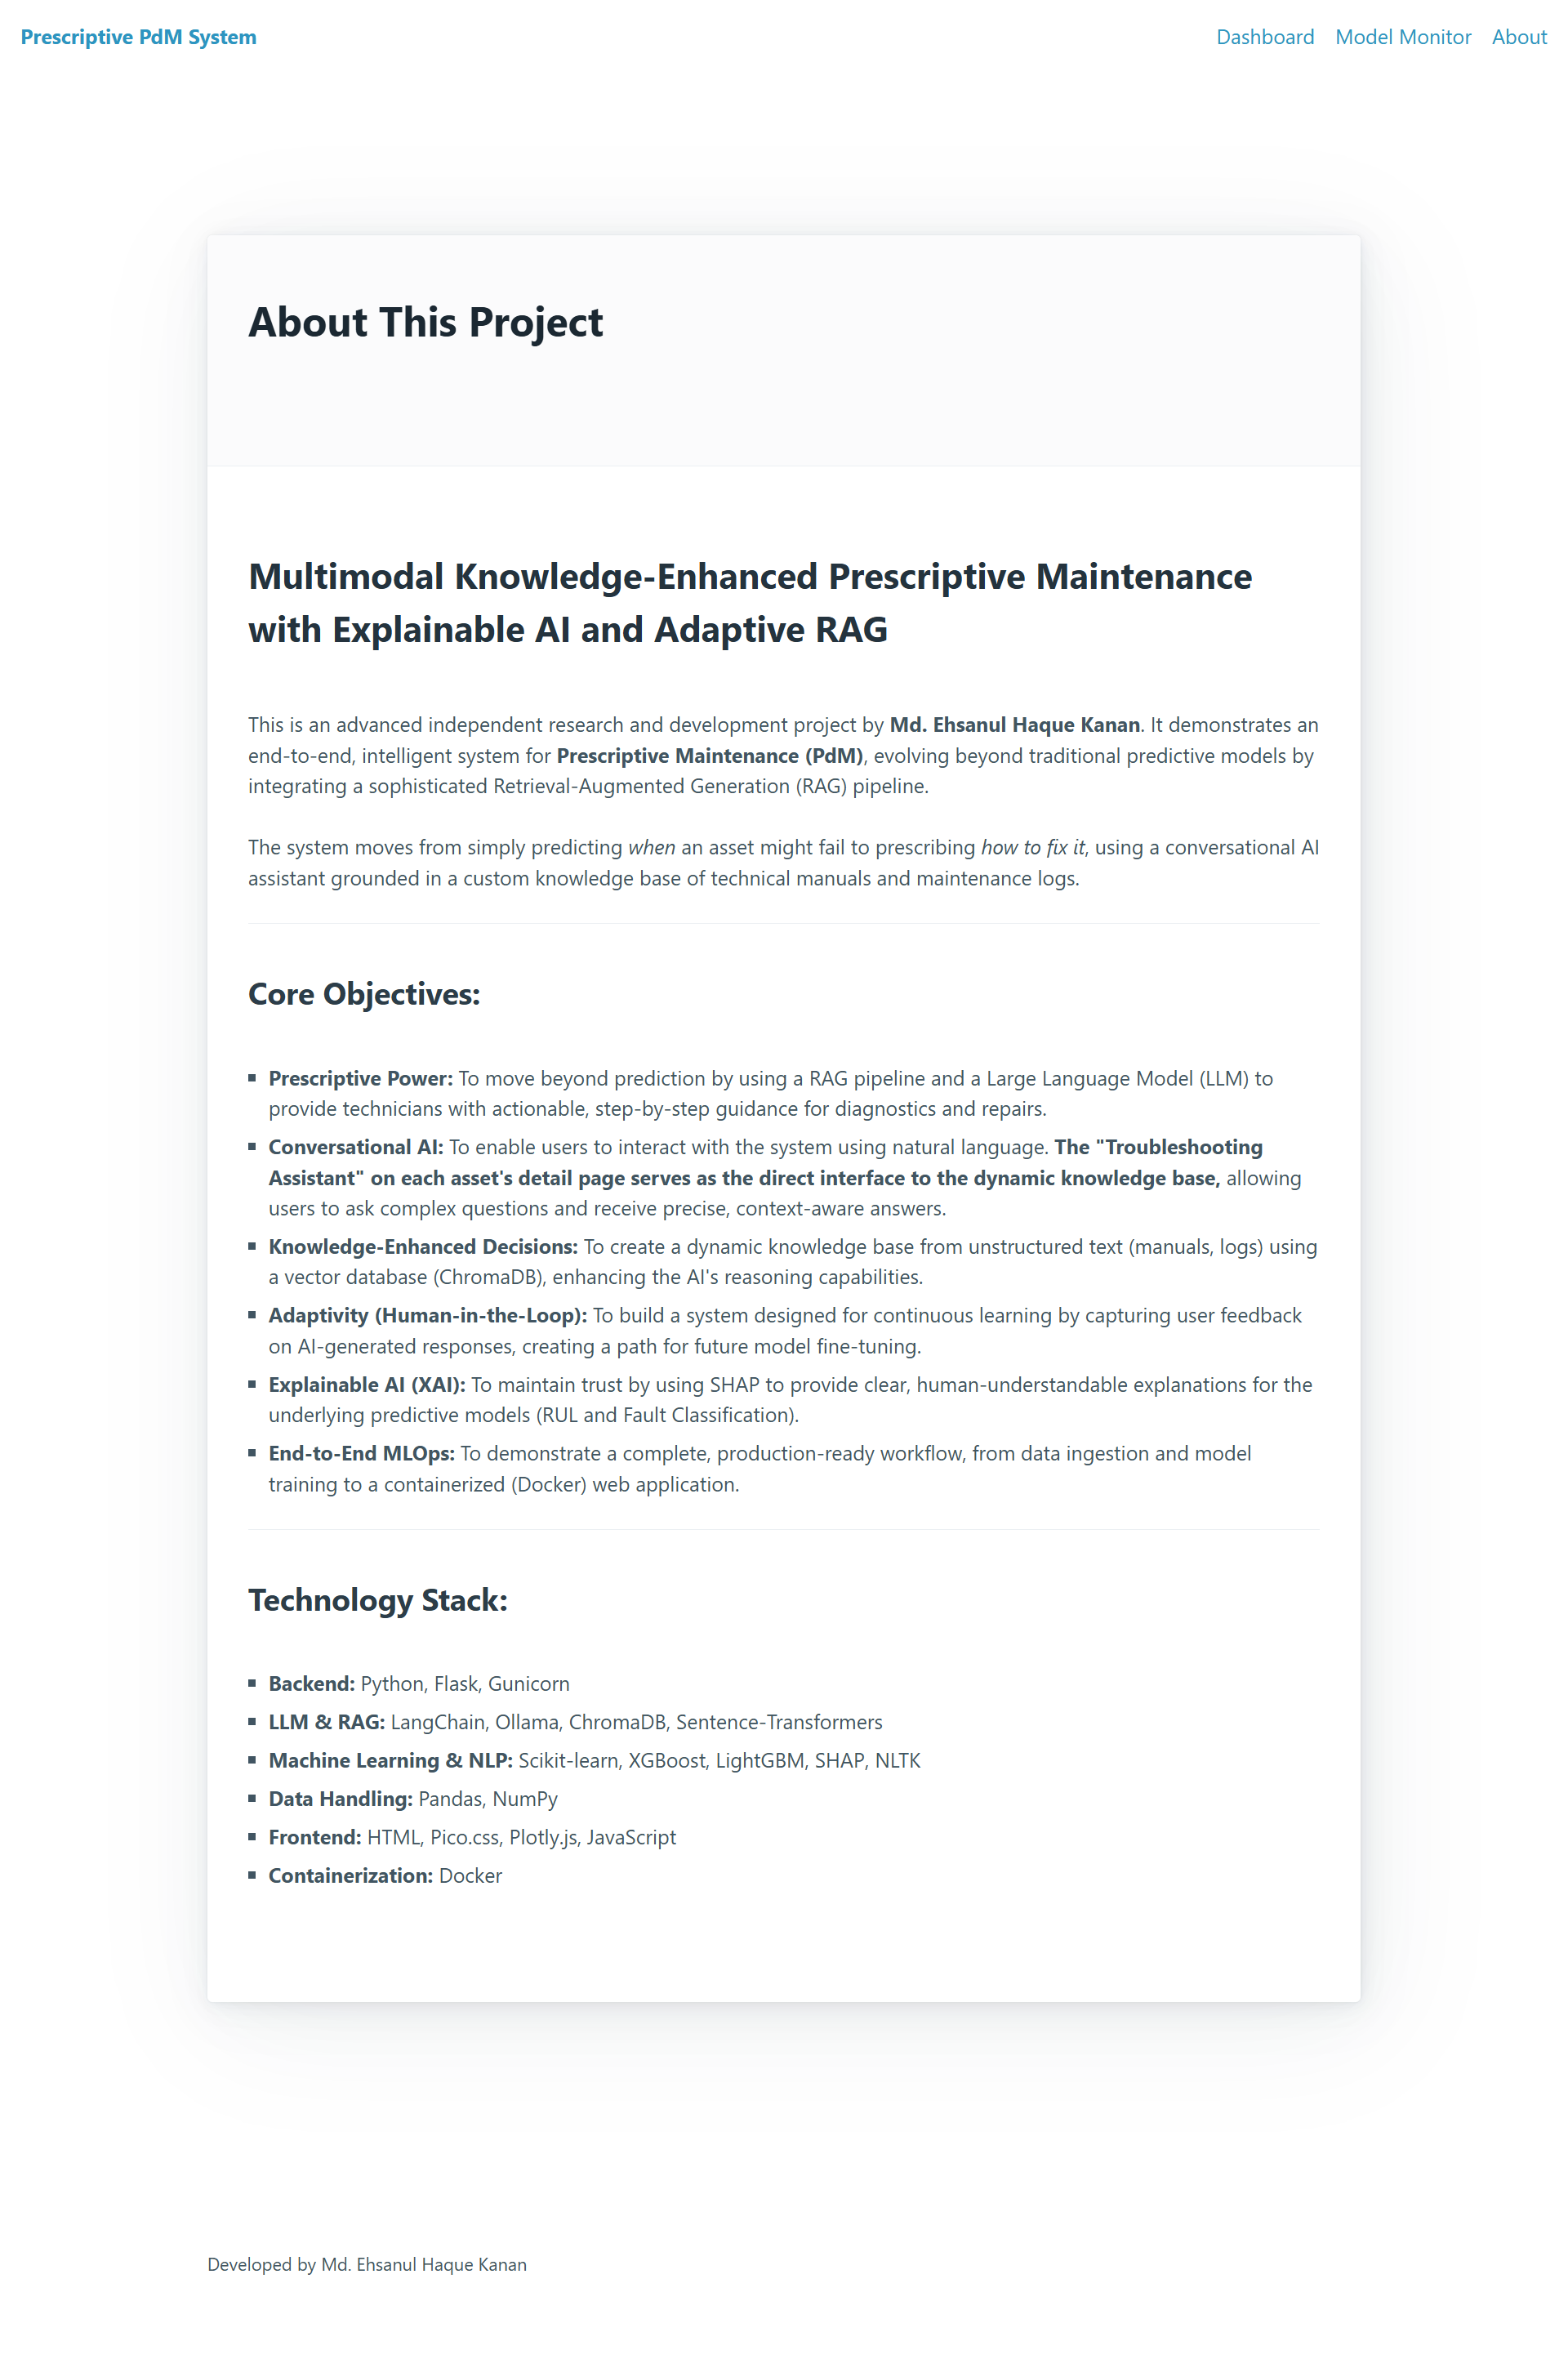 Prescriptive PdM System
Dashboard Model Monitor About
About This Project
Multimodal Knowledge-Enhanced Prescriptive Maintenance
with Explainable AI and Adaptive RAG
This is an advanced independent research and development project by Md. Ehsanul Haque Kanan. It demonstrates an
end-to-end, intelligent system for Prescriptive Maintenance (PdM), evolving beyond traditional predictive models by
integrating a sophisticated Retrieval-Augmented Generation (RAG) pipeline.
The system moves from simply predicting when an asset might fail to prescribing how to fix it, using a conversational AI
assistant grounded in a custom knowledge base of technical manuals and maintenance logs.
Core Objectives:
▪ Prescriptive Power: To move beyond prediction by using a RAG pipeline and a Large Language Model (LLM) to
provide technicians with actionable, step-by-step guidance for diagnostics and repairs.
▪ Conversational AI: To enable users to interact with the system using natural language. The "Troubleshooting
Assistant" on each asset's detail page serves as the direct interface to the dynamic knowledge base, allowing
users to ask complex questions and receive precise, context-aware answers.
▪ Knowledge-Enhanced Decisions: To create a dynamic knowledge base from unstructured text (manuals, logs) using
a vector database (ChromaDB), enhancing the AI's reasoning capabilities.
▪ Adaptivity (Human-in-the-Loop): To build a system designed for continuous learning by capturing user feedback
on AI-generated responses, creating a path for future model fine-tuning.
▪ Explainable AI (XAI): To maintain trust by using SHAP to provide clear, human-understandable explanations for the
underlying predictive models (RUL and Fault Classification).
▪ End-to-End MLOps: To demonstrate a complete, production-ready workflow, from data ingestion and model
training to a containerized (Docker) web application.
Technology Stack:
▪ Backend: Python, Flask, Gunicorn
▪ LLM & RAG: LangChain, Ollama, ChromaDB, Sentence-Transformers
▪ Machine Learning & NLP: Scikit-learn, XGBoost, LightGBM, SHAP, NLTK
▪ Data Handling: Pandas, NumPy
▪ Frontend: HTML, Pico.css, Plotly.js, JavaScript
▪ Containerization: Docker
Developed by Md. Ehsanul Haque Kanan